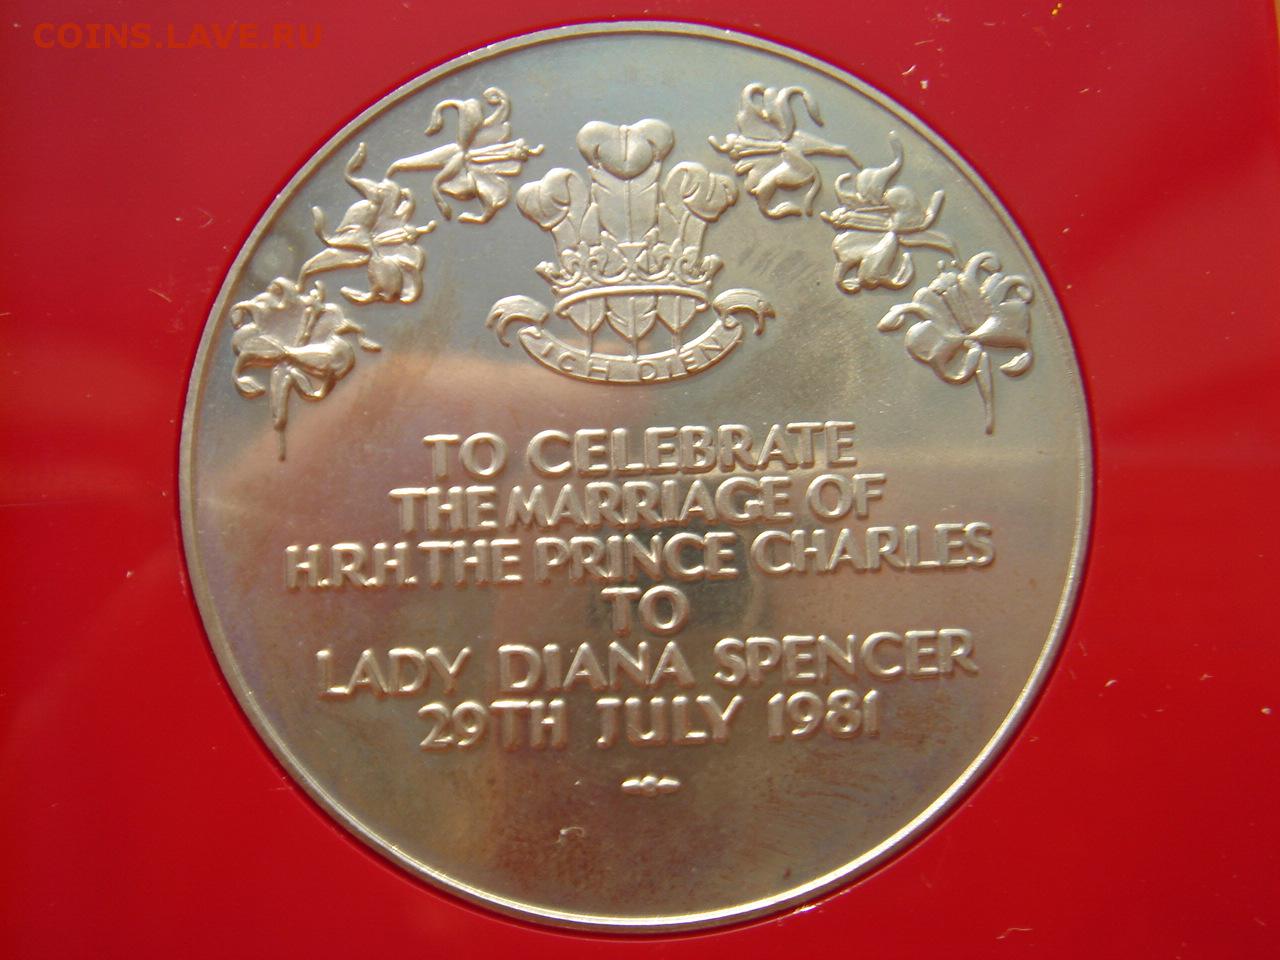 COINS.LAVE.RU
ICH DIEN
TO CELEBRATE
THE MARRIAGE OF
H.R.H. THE PRINCE CHARLES
TO
LADY DIANA SPENCER
29TH JULY 1981